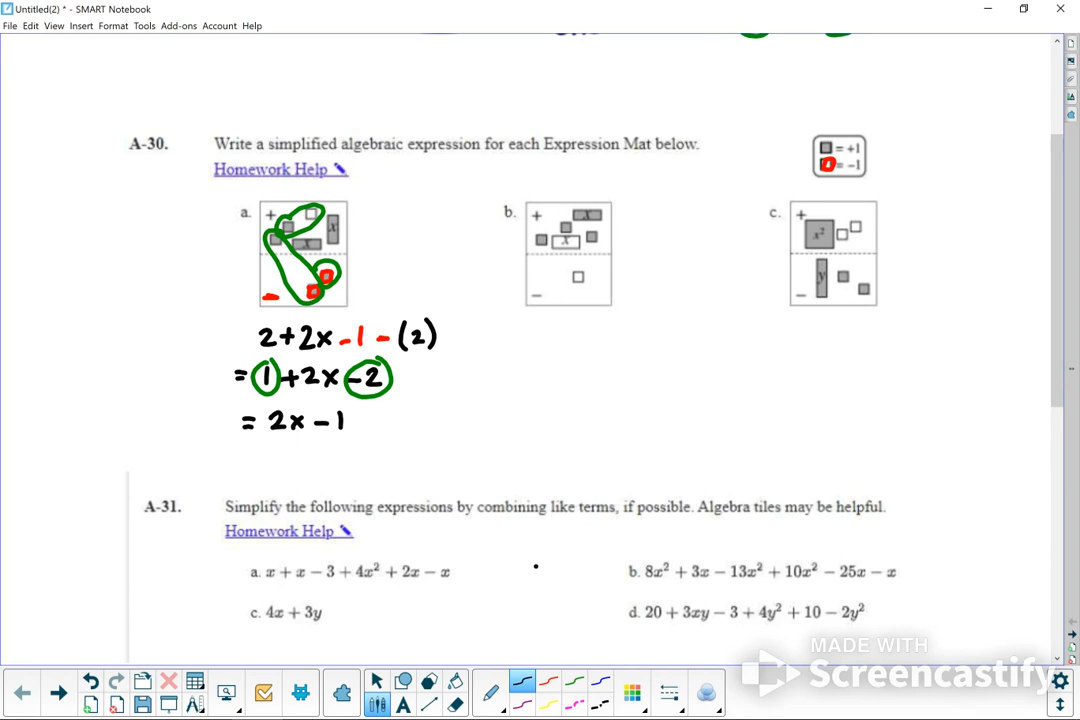 Untitled(2) * - SMART Notebook
File Edit View Insert Format Tools Add-ons Account Help
A-30. Write a simplified algebraic expression for each Expression Mat below.
Homework Help
= +1
= -1
a. + x x -
b. + x x -
c. + x² y -
2+2x -1 -(2)
= 1 +2x -2
= 2x -1
A-31. Simplify the following expressions by combining like terms, if possible. Algebra tiles may be helpful.
Homework Help
a. x + x − 3 + 4x² + 2x − x
b. 8x² + 3x − 13x² + 10x² − 25x − x
c. 4x + 3y
d. 20 + 3xy − 3 + 4y² + 10 − 2y²
MADE WITH
Screencastify